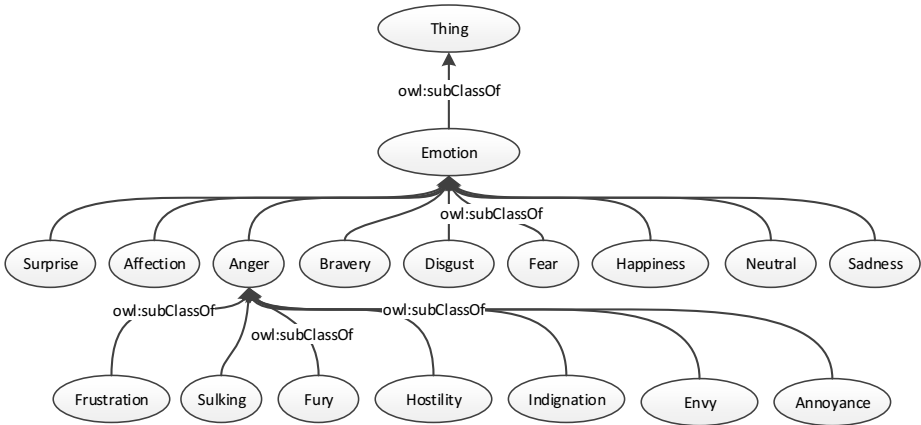 Thing
owl:subClassOf
Emotion
owl:subClassOf
Surprise
Affection
Anger
Bravery
Disgust
Fear
Happiness
Neutral
Sadness
owl:subClassOf
owl:subClassOf
owl:subClassOf
Frustration
Sulking
Fury
Hostility
Indignation
Envy
Annoyance